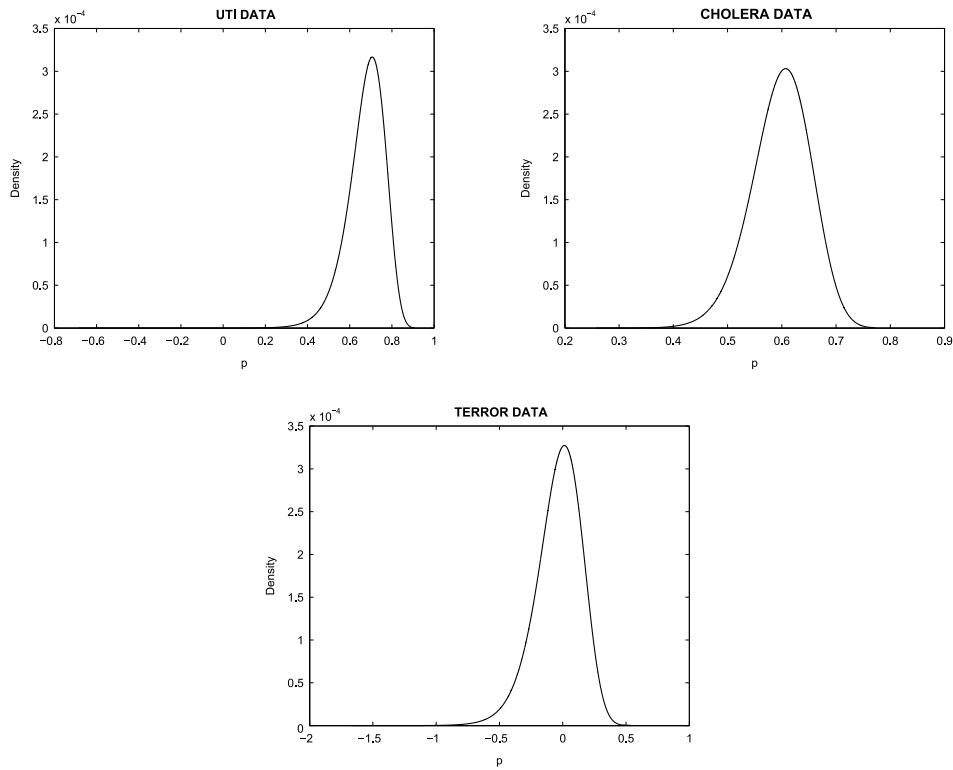 UTI DATA
x 10⁻⁴
3.5
3
2.5
2
1.5
1
0.5
0
Density
−0.8 −0.6 −0.4 −0.2 0 0.2 0.4 0.6 0.8 1
p
CHOLERA DATA
x 10⁻⁴
3.5
3
2.5
2
1.5
1
0.5
0
Density
0.2 0.3 0.4 0.5 0.6 0.7 0.8 0.9
p
TERROR DATA
x 10⁻⁴
3.5
3
2.5
2
1.5
1
0.5
0
Density
−2 −1.5 −1 −0.5 0 0.5 1
p